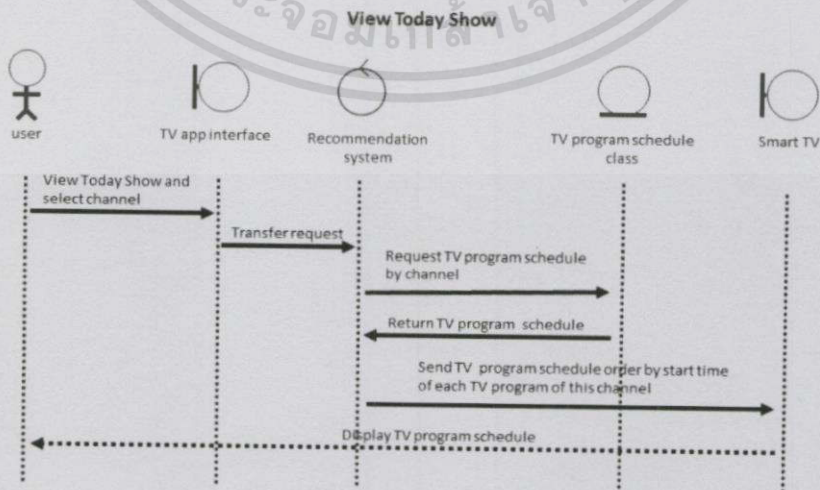 View Today Show
user
TV app interface
Recommendation
system
TV program schedule
class
Smart TV
View Today Show and
select channel
Transfer request
Request TV program schedule
by channel
Return TV program schedule
Send TV program schedule order by start time
of each TV program of this channel
Display TV program schedule